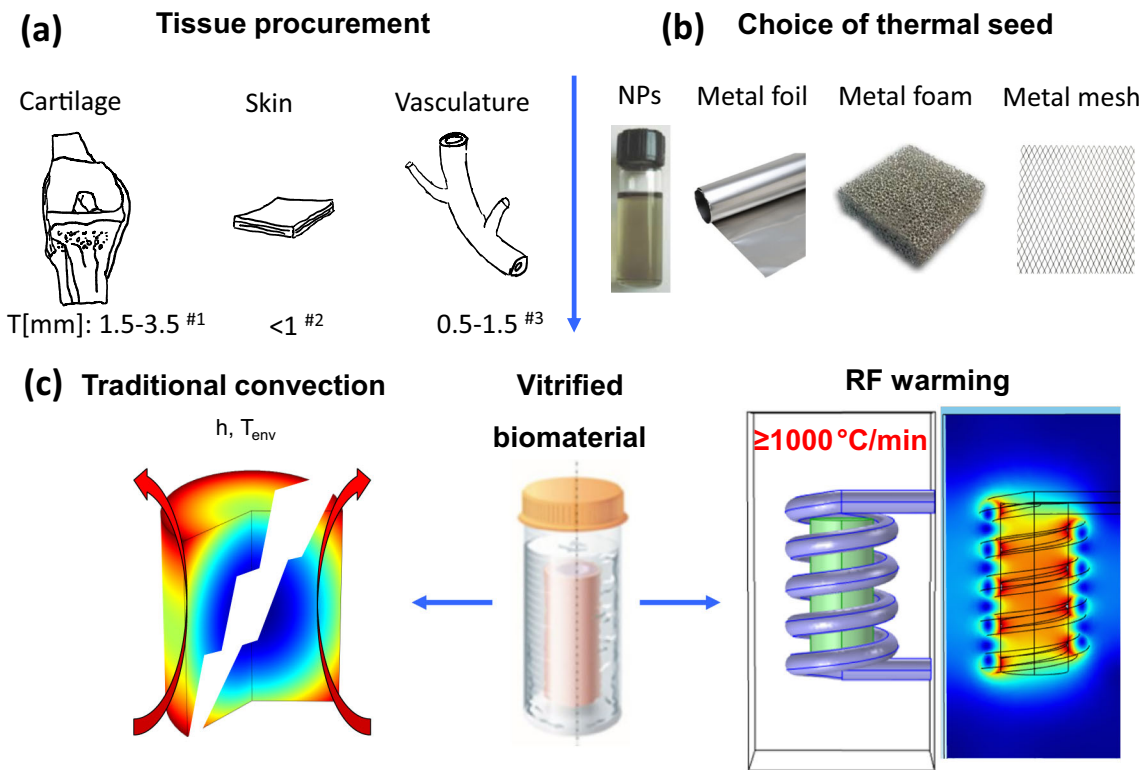 (a) Tissue procurement
Cartilage Skin Vasculature
T[mm]: 1.5-3.5 #1 <1 #2 0.5-1.5 #3
(b) Choice of thermal seed
NPs Metal foil Metal foam Metal mesh
(c) Traditional convection
h, Tenv
Vitrified
biomaterial
RF warming
≥1000 °C/min